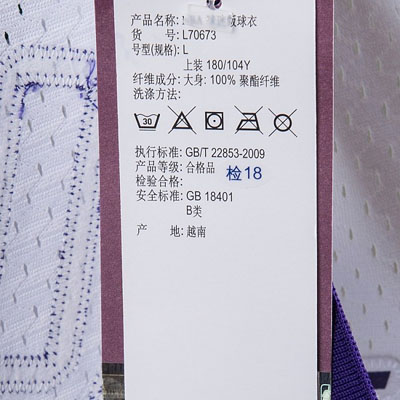 产品名称: 版球衣
货 号: L70673
号型(规格): L
上装 180/104Y
纤维成分: 大身: 100% 聚酯纤维
洗涤方法:
30
执行标准: GB/T 22853-2009
产品等级: 合格品
检验合格: 检18
安全标准: GB 18401
B类
产 地: 越南